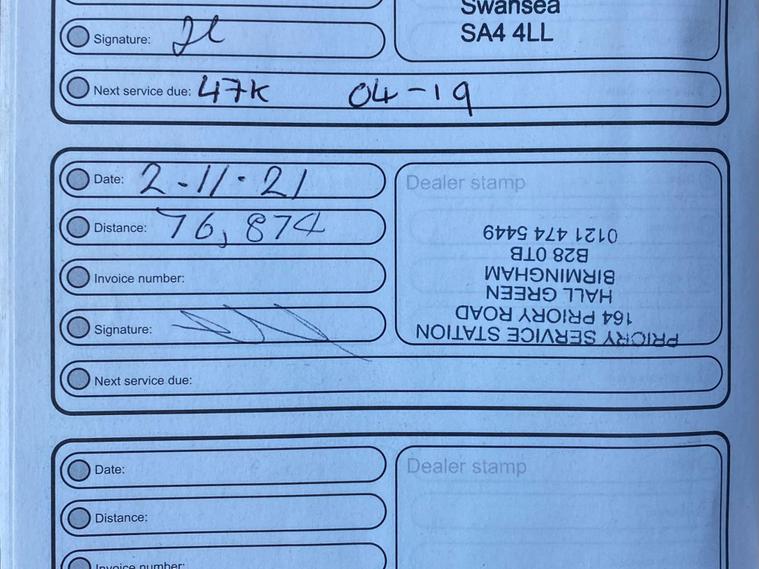 Swansea
SA4 4LL
Signature:
Next service due: 47K 04-19
Date: 2-11-21
Distance: 76,874
Invoice number:
Signature:
Next service due:
Dealer stamp
PRIORY SERVICE STATION
164 PRIORY ROAD
HALL GREEN
BIRMINGHAM
B28 0TB
0121 474 5449
Date:
Distance:
Invoice number:
Dealer stamp